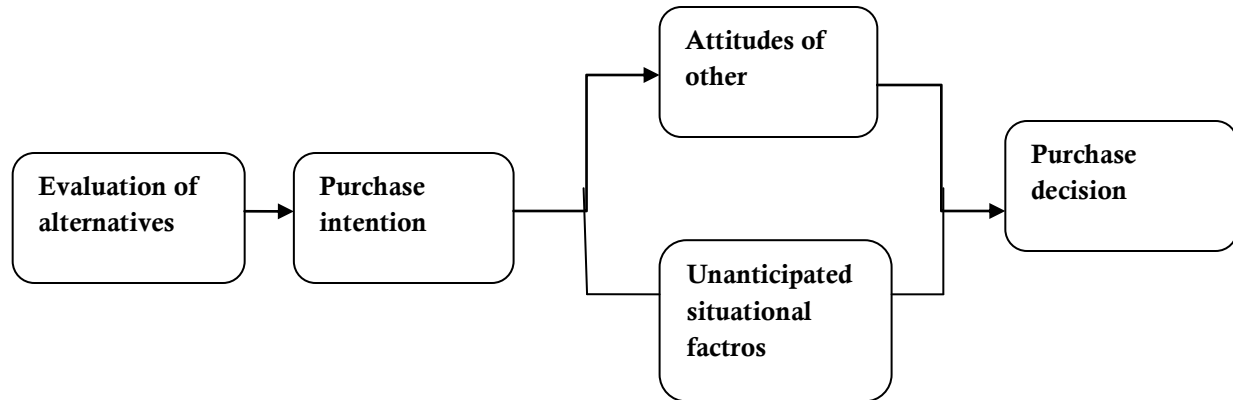 Evaluation of
alternatives
Purchase
intention
Attitudes of
other
Unanticipated
situational
factros
Purchase
decision